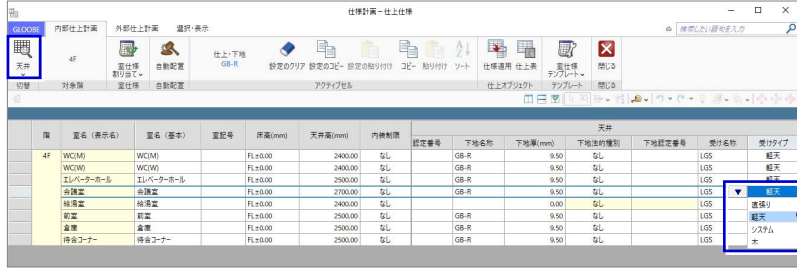 仕様計画－仕上仕様
GLOOBE 内部仕上計画 外部仕上計画 選択・表示 検索したい語句を入力
天井 4F 室仕様割り当て 自動配置 仕上・下地 GB-R 設定のクリア 設定のコピー 設定の貼り付け コピー 貼り付け ソート 仕様適用 仕上表 室仕様テンプレート 閉じる
切替 対象階 室仕様 自動配置 アクティブセル 仕上オブジェクト テンプレート 閉じる
天井
階 室名（表示名） 室名（基本） 室記号 床高(mm) 天井高(mm) 内装制限 認定番号 下地名称 下地厚(mm) 下地法的種別 下地認定番号 受け名称 受けタイプ
4F WC(M) WC(M) FL±0.00 2400.00 なし GB-R 9.50 なし LGS 軽天
WC(W) WC(W) FL±0.00 2400.00 なし GB-R 9.50 なし LGS 軽天
エレベーターホール エレベーターホール FL±0.00 2500.00 なし GB-R 9.50 なし LGS 軽天
会議室 会議室 FL±0.00 2700.00 なし GB-R 9.50 なし LGS 軽天
給湯室 給湯室 FL±0.00 2400.00 なし 0.00 なし LGS 直張り
前室 前室 FL±0.00 2500.00 なし GB-R 9.50 なし LGS 軽天
倉庫 倉庫 FL±0.00 2500.00 なし GB-R 9.50 なし LGS システム
待合コーナー 待合コーナー FL±0.00 2500.00 なし GB-R 9.50 なし LGS 木